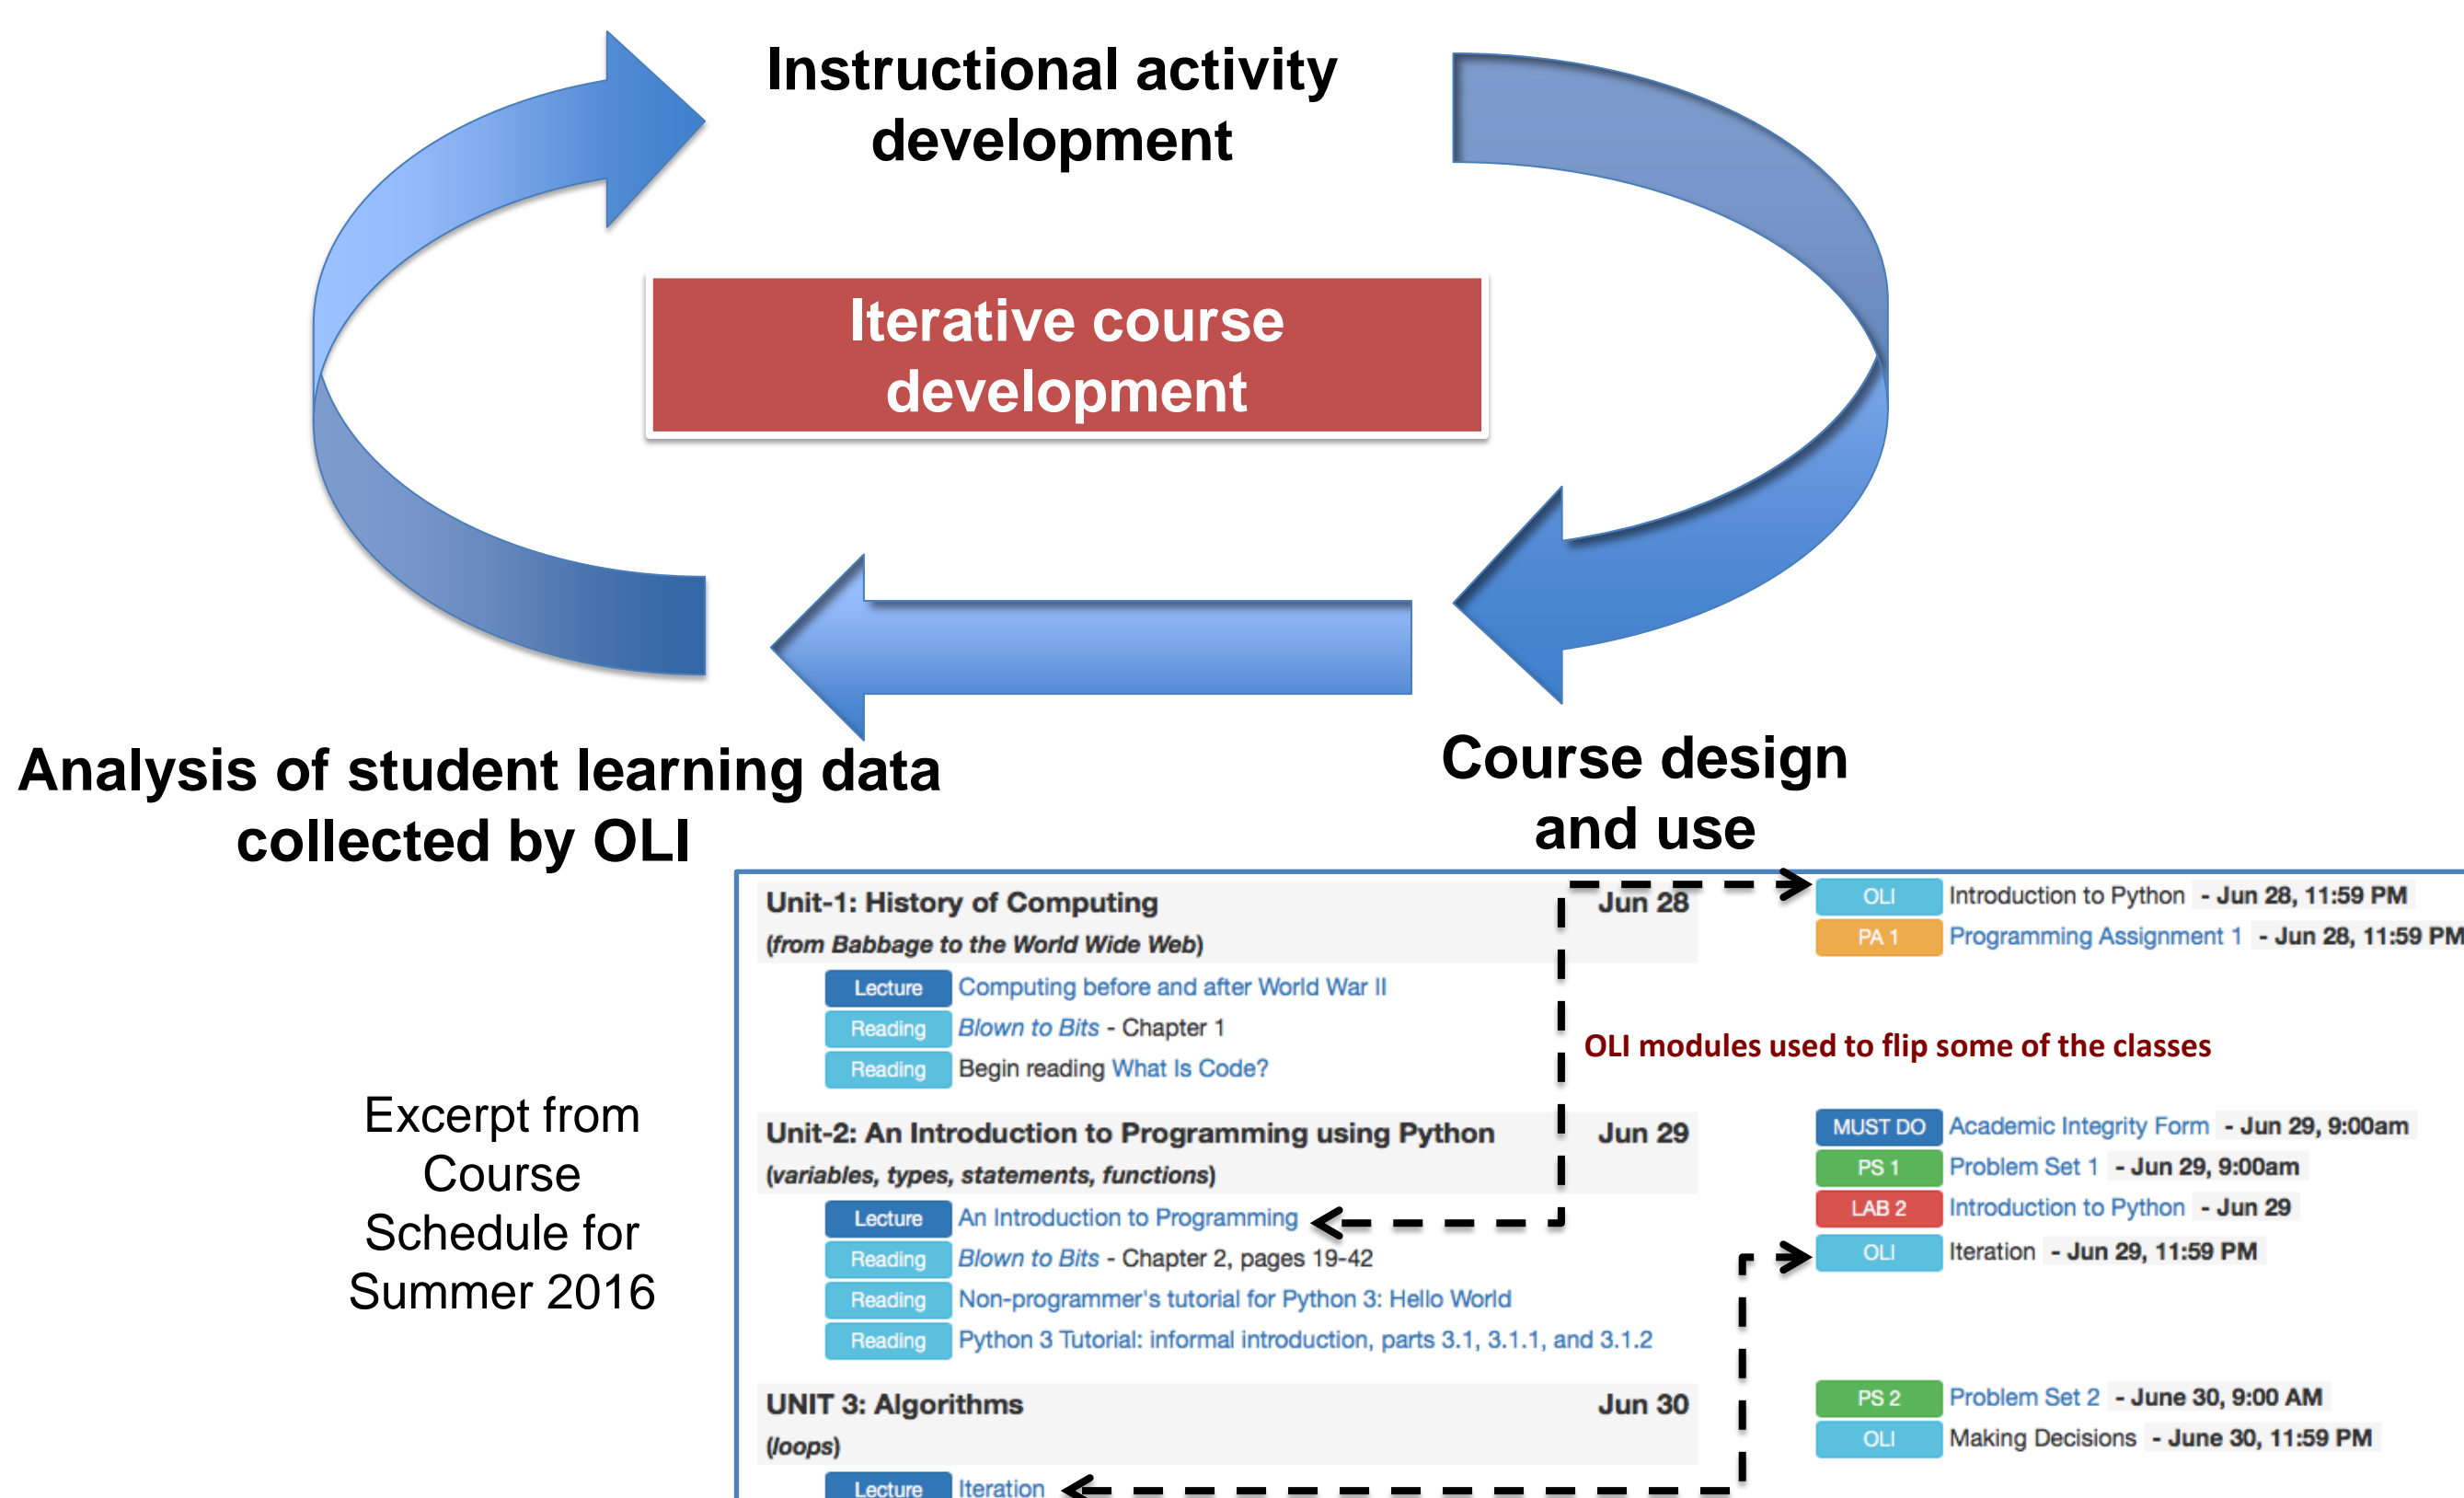 Instructional activity
development
Iterative course
development
Analysis of student learning data
collected by OLI
Course design
and use
Excerpt from
Course
Schedule for
Summer 2016
Unit-1: History of Computing Jun 28
(from Babbage to the World Wide Web)
Lecture Computing before and after World War II
Reading Blown to Bits - Chapter 1
Reading Begin reading What Is Code?
OLI Introduction to Python - Jun 28, 11:59 PM
PA 1 Programming Assignment 1 - Jun 28, 11:59 PM
OLI modules used to flip some of the classes
Unit-2: An Introduction to Programming using Python Jun 29
(variables, types, statements, functions)
Lecture An Introduction to Programming
Reading Blown to Bits - Chapter 2, pages 19-42
Reading Non-programmer's tutorial for Python 3: Hello World
Reading Python 3 Tutorial: informal introduction, parts 3.1, 3.1.1, and 3.1.2
MUST DO Academic Integrity Form - Jun 29, 9:00am
PS 1 Problem Set 1 - Jun 29, 9:00am
LAB 2 Introduction to Python - Jun 29
OLI Iteration - Jun 29, 11:59 PM
UNIT 3: Algorithms Jun 30
(loops)
Lecture Iteration
PS 2 Problem Set 2 - June 30, 9:00 AM
OLI Making Decisions - June 30, 11:59 PM